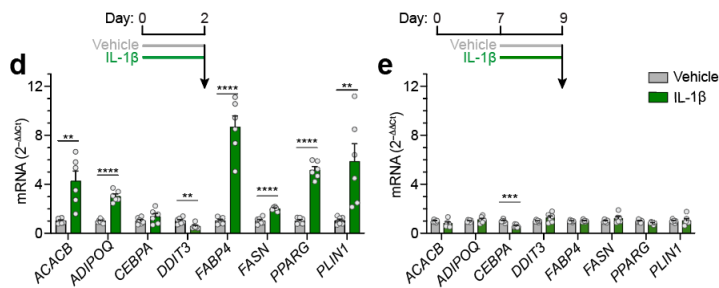 Day: 0 2
Vehicle
IL-1β
d
mRNA (2−ΔΔCt)
12
8
4
0
** **** ** **** **** **** **
ACACB ADIPOQ CEBPA DDIT3 FABP4 FASN PPARG PLIN1
Day: 0 7 9
Vehicle
IL-1β
e
Vehicle
IL-1β
mRNA (2−ΔΔCt)
12
8
4
0
***
ACACB ADIPOQ CEBPA DDIT3 FABP4 FASN PPARG PLIN1